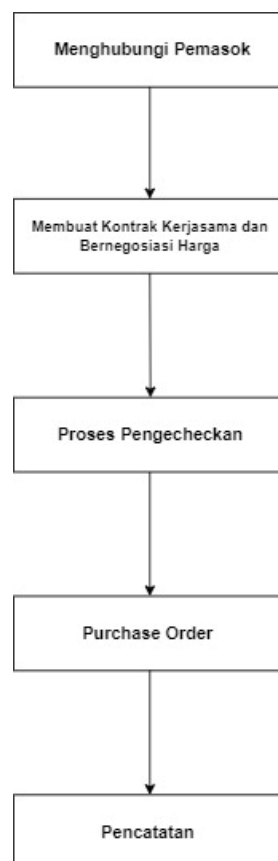 Menghubungi Pemasok
Membuat Kontrak Kerjasama dan
Bernegosiasi Harga
Proses Pengecheckan
Purchase Order
Pencatatan